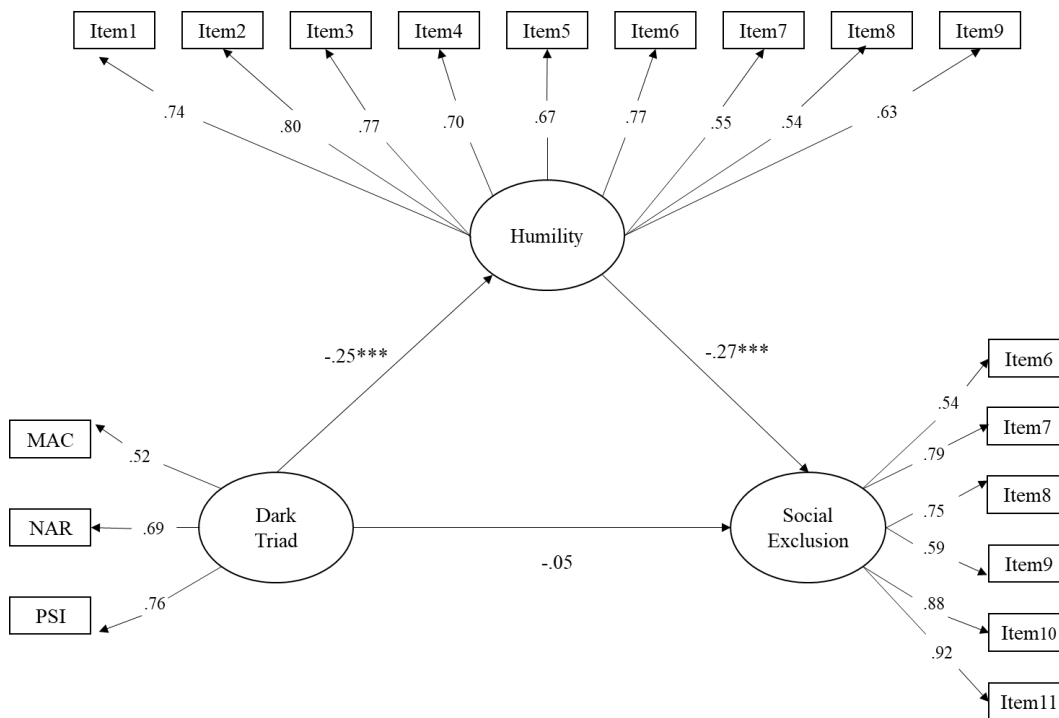 Item1
Item2
Item3
Item4
Item5
Item6
Item7
Item8
Item9
.74
.80
.77
.70
.67
.77
.55
.54
.63
Humility
-.25***
-.27***
MAC
NAR
PSI
.52
.69
.76
Dark
Triad
-.05
Social
Exclusion
.54
.79
.75
.59
.88
.92
Item6
Item7
Item8
Item9
Item10
Item11